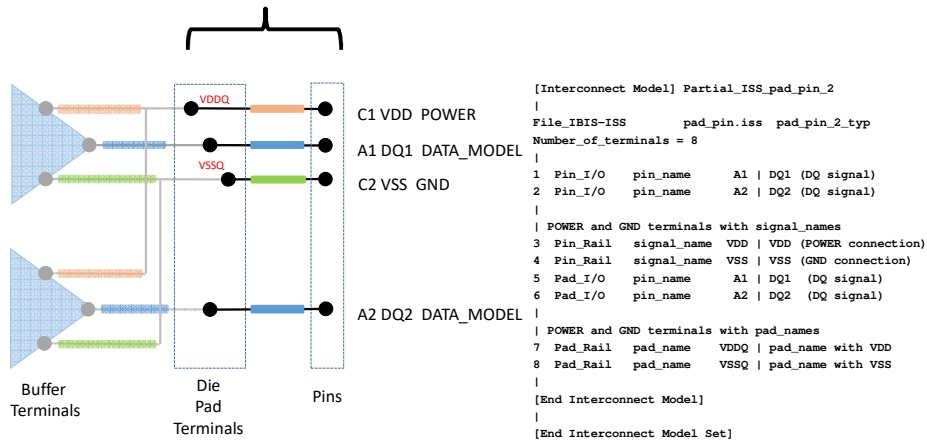 VDDQ
C1 VDD POWER
A1 DQ1 DATA_MODEL
VSSQ
C2 VSS GND
A2 DQ2 DATA_MODEL
Buffer
Terminals
Die
Pad
Terminals
Pins
[Interconnect Model] Partial_ISS_pad_pin_2
|
File_IBIS-ISS pad_pin.iss pad_pin_2_typ
Number_of_terminals = 8
|
1 Pin_I/O pin_name A1 | DQ1 (DQ signal)
2 Pin_I/O pin_name A2 | DQ2 (DQ signal)
|
| POWER and GND terminals with signal_names
3 Pin_Rail signal_name VDD | VDD (POWER connection)
4 Pin_Rail signal_name VSS | VSS (GND connection)
5 Pad_I/O pin_name A1 | DQ1 (DQ signal)
6 Pad_I/O pin_name A2 | DQ2 (DQ signal)
|
| POWER and GND terminals with pad_names
7 Pad_Rail pad_name VDDQ | pad_name with VDD
8 Pad_Rail pad_name VSSQ | pad_name with VSS
|
[End Interconnect Model]
|
[End Interconnect Model Set]